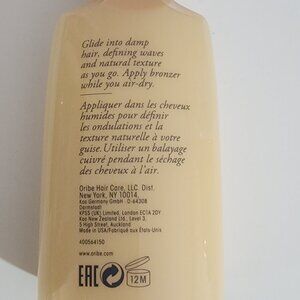 Glide into damp
hair, defining waves
and natural texture
as you go. Apply bronzer
while you air-dry.
Appliquer dans les cheveux
humides pour définir
les ondulations et la
texture naturelle à votre
guise. Utiliser un balayage
cuivré pendant le séchage
des cheveux à l'air.
Oribe Hair Care, LLC. Dist.
New York, NY 10014
Kao Germany GmbH · D-64308
Darmstadt
KPSS (UK) Limited, London EC1A 2DY
Kao New Zealand Ltd., Level 3,
5 High Street, Auckland
Made in USA/Fabriqué aux États-Unis
400564150
www.oribe.com
EAC
12M